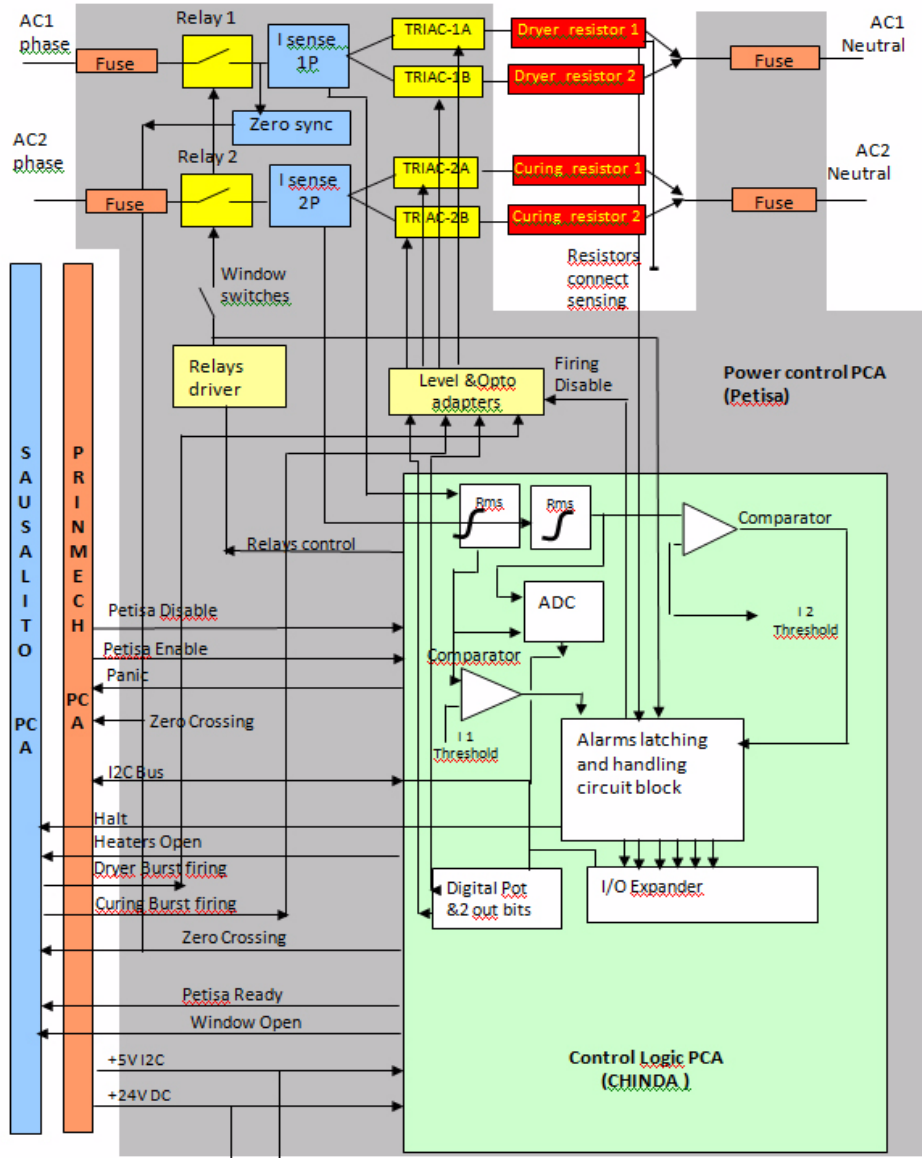 AC1
phase
Relay 1
Fuse
I sense
1P
TRIAC-1A
TRIAC-1B
Dryer resistor 1
Dryer resistor 2
Fuse
AC1
Neutral
Zero sync
AC2
phase
Relay 2
Fuse
I sense
2P
TRIAC-2A
TRIAC-2B
Curing resistor 1
Curing resistor 2
Fuse
AC2
Neutral
Window
switches
Resistors
connect
sensing
Relays
driver
Level &Opto
adapters
Firing
Disable
Power control PCA
(Petisa)
SAUSALITO PCA
PRINMECH PCA
Rms
Rms
Comparator
Relays control
ADC
I 2
Threshold
Petisa Disable
Petisa Enable
Comparator
Panic
Zero Crossing
I 1
Threshold
Alarms latching
and handling
circuit block
I2C Bus
Halt
Heaters Open
Dryer Burst firing
Curing Burst firing
Digital Pot
&2 out bits
I/O Expander
Zero Crossing
Petisa Ready
Window Open
+5V I2C
+24V DC
Control Logic PCA
(CHINDA )